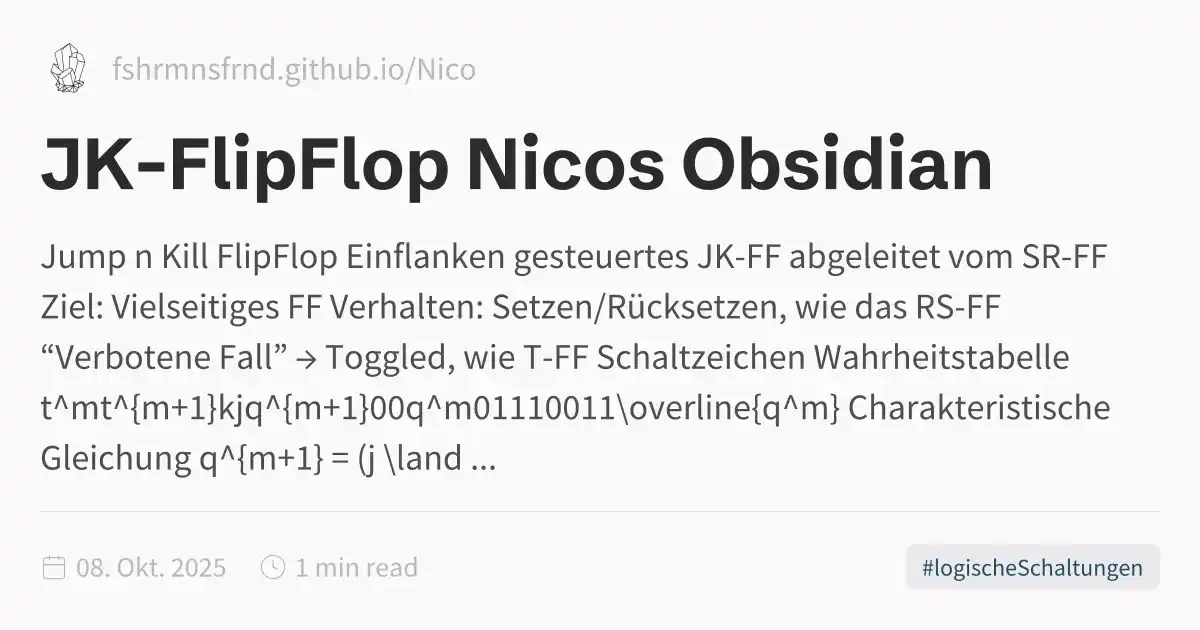 fshrmnsfrnd.github.io/Nico
JK-FlipFlop Nicos Obsidian
Jump n Kill FlipFlop Einflanken gesteuertes JK-FF abgeleitet vom SR-FF
Ziel: Vielseitiges FF Verhalten: Setzen/Rücksetzen, wie das RS-FF
“Verbotene Fall” → Toggled, wie T-FF Schaltzeichen Wahrheitstabelle
t^mt^{m+1}kjq^{m+1}00q^m01110011\overline{q^m} Charakteristische
Gleichung q^{m+1} = (j \land ...
08. Okt. 2025
1 min read
#logischeSchaltungen